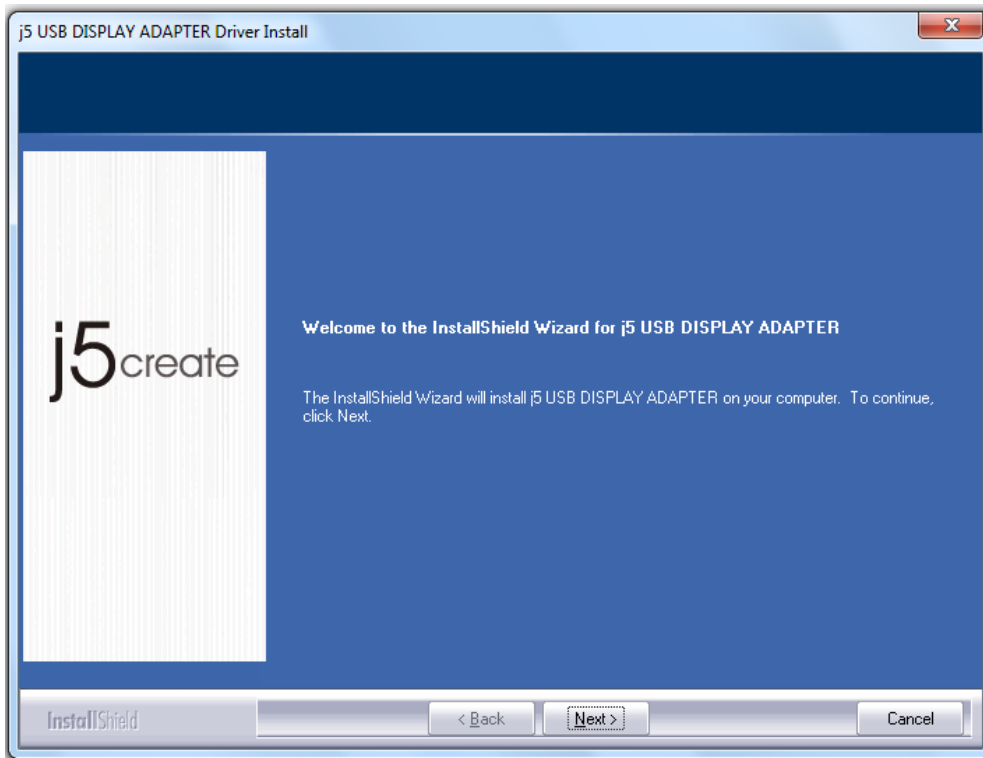 j5 USB DISPLAY ADAPTER Driver Install
j5create
Welcome to the InstallShield Wizard for j5 USB DISPLAY ADAPTER
The InstallShield Wizard will install j5 USB DISPLAY ADAPTER on your computer.  To continue,
click Next.
InstallShield
< Back
Next >
Cancel